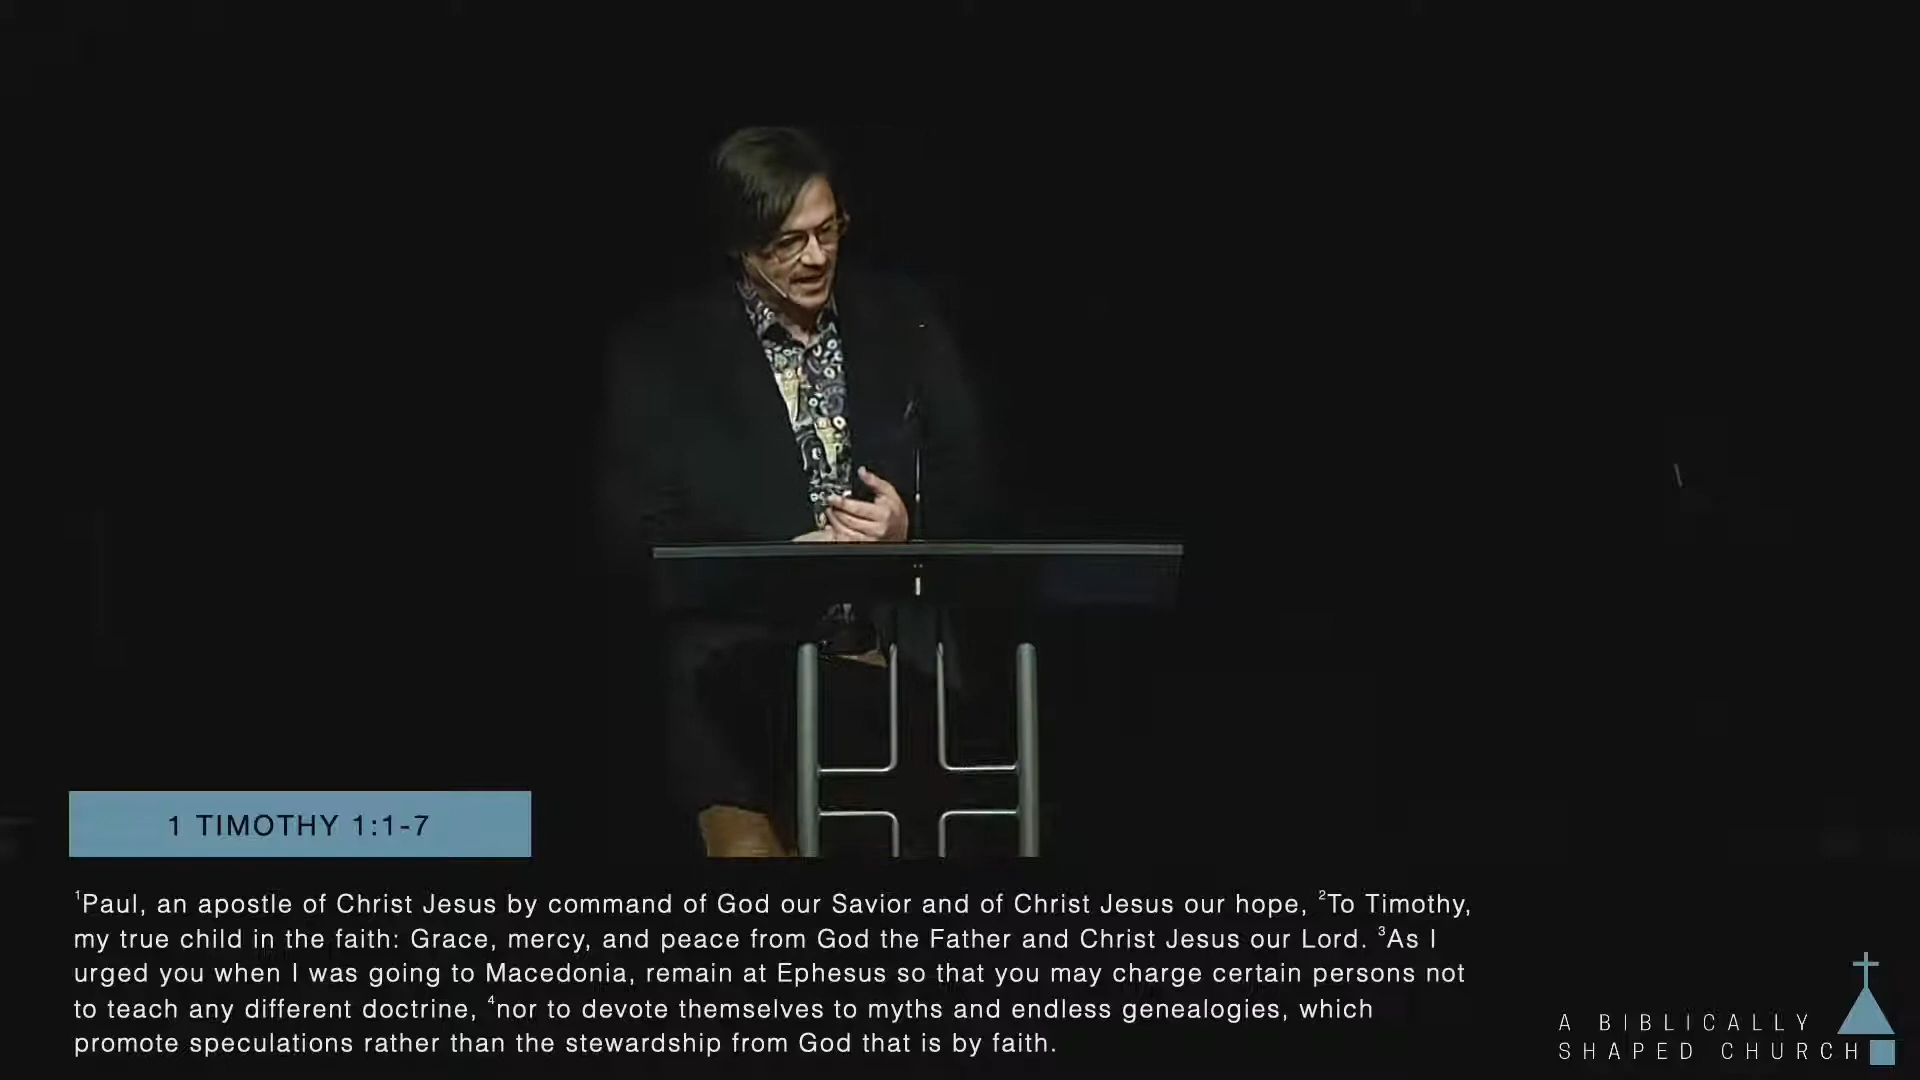 1 TIMOTHY 1:1-7
¹Paul, an apostle of Christ Jesus by command of God our Savior and of Christ Jesus our hope, ²To Timothy,
my true child in the faith: Grace, mercy, and peace from God the Father and Christ Jesus our Lord. ³As I
urged you when I was going to Macedonia, remain at Ephesus so that you may charge certain persons not
to teach any different doctrine, ⁴nor to devote themselves to myths and endless genealogies, which
promote speculations rather than the stewardship from God that is by faith.
A BIBLICALLY
SHAPED CHURCH